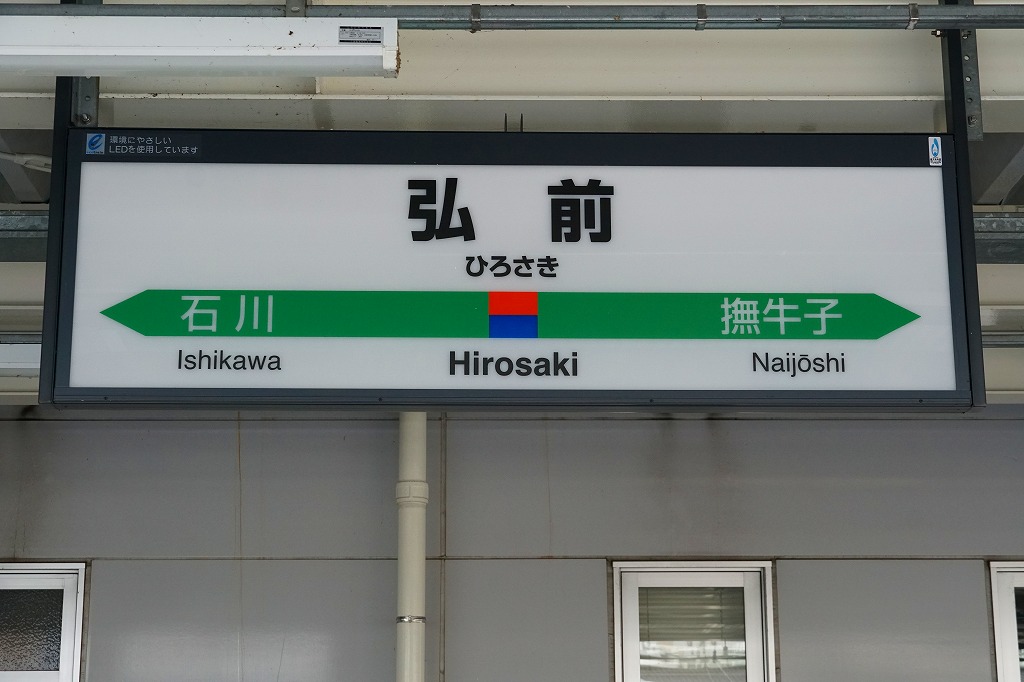 環境にやさしい
LEDを使用しています
弘前
ひろさき
石川 撫牛子
Ishikawa Hirosaki Naijōshi